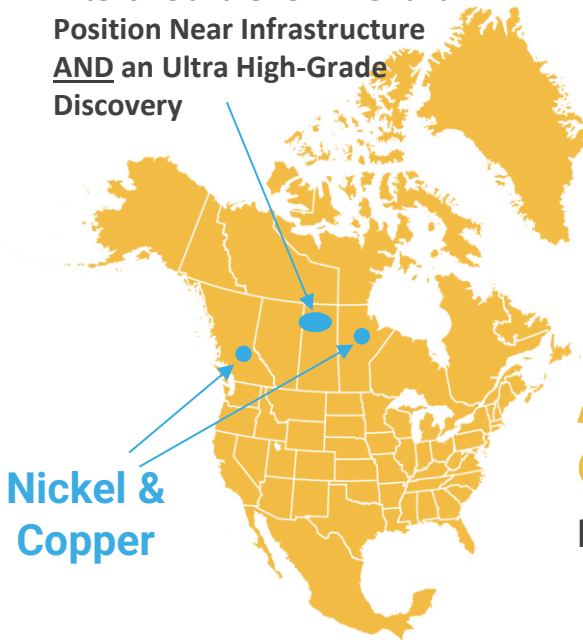 Position Near Infrastructure
AND an Ultra High-Grade
Discovery
Nickel &
Copper